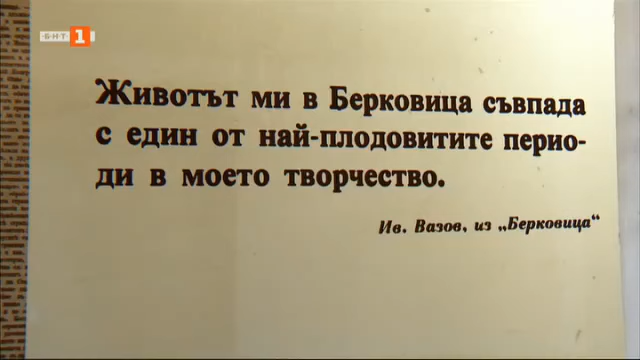 БНТ 1
Животът ми в Берковица съвпада
с един от най-плодовитите перио-
ди в моето творчество.
Ив. Вазов, из „Берковица“